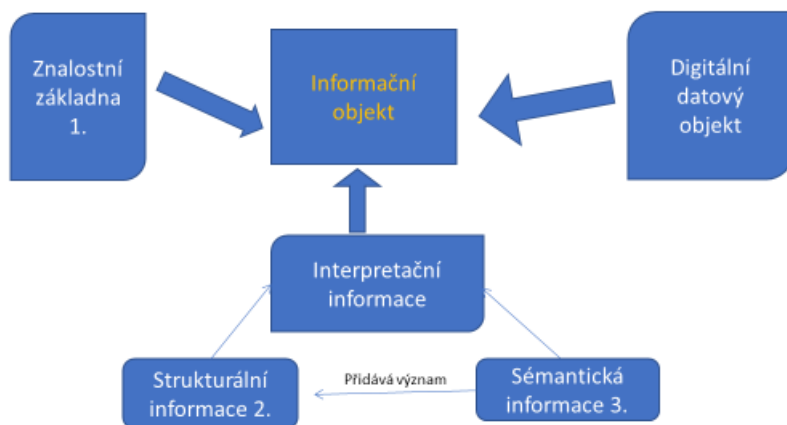 Znalostní
základna
1.
Informační
objekt
Digitální
datový
objekt
Interpretační
informace
Strukturální
informace 2.
Přidává význam
Sémantická
informace 3.